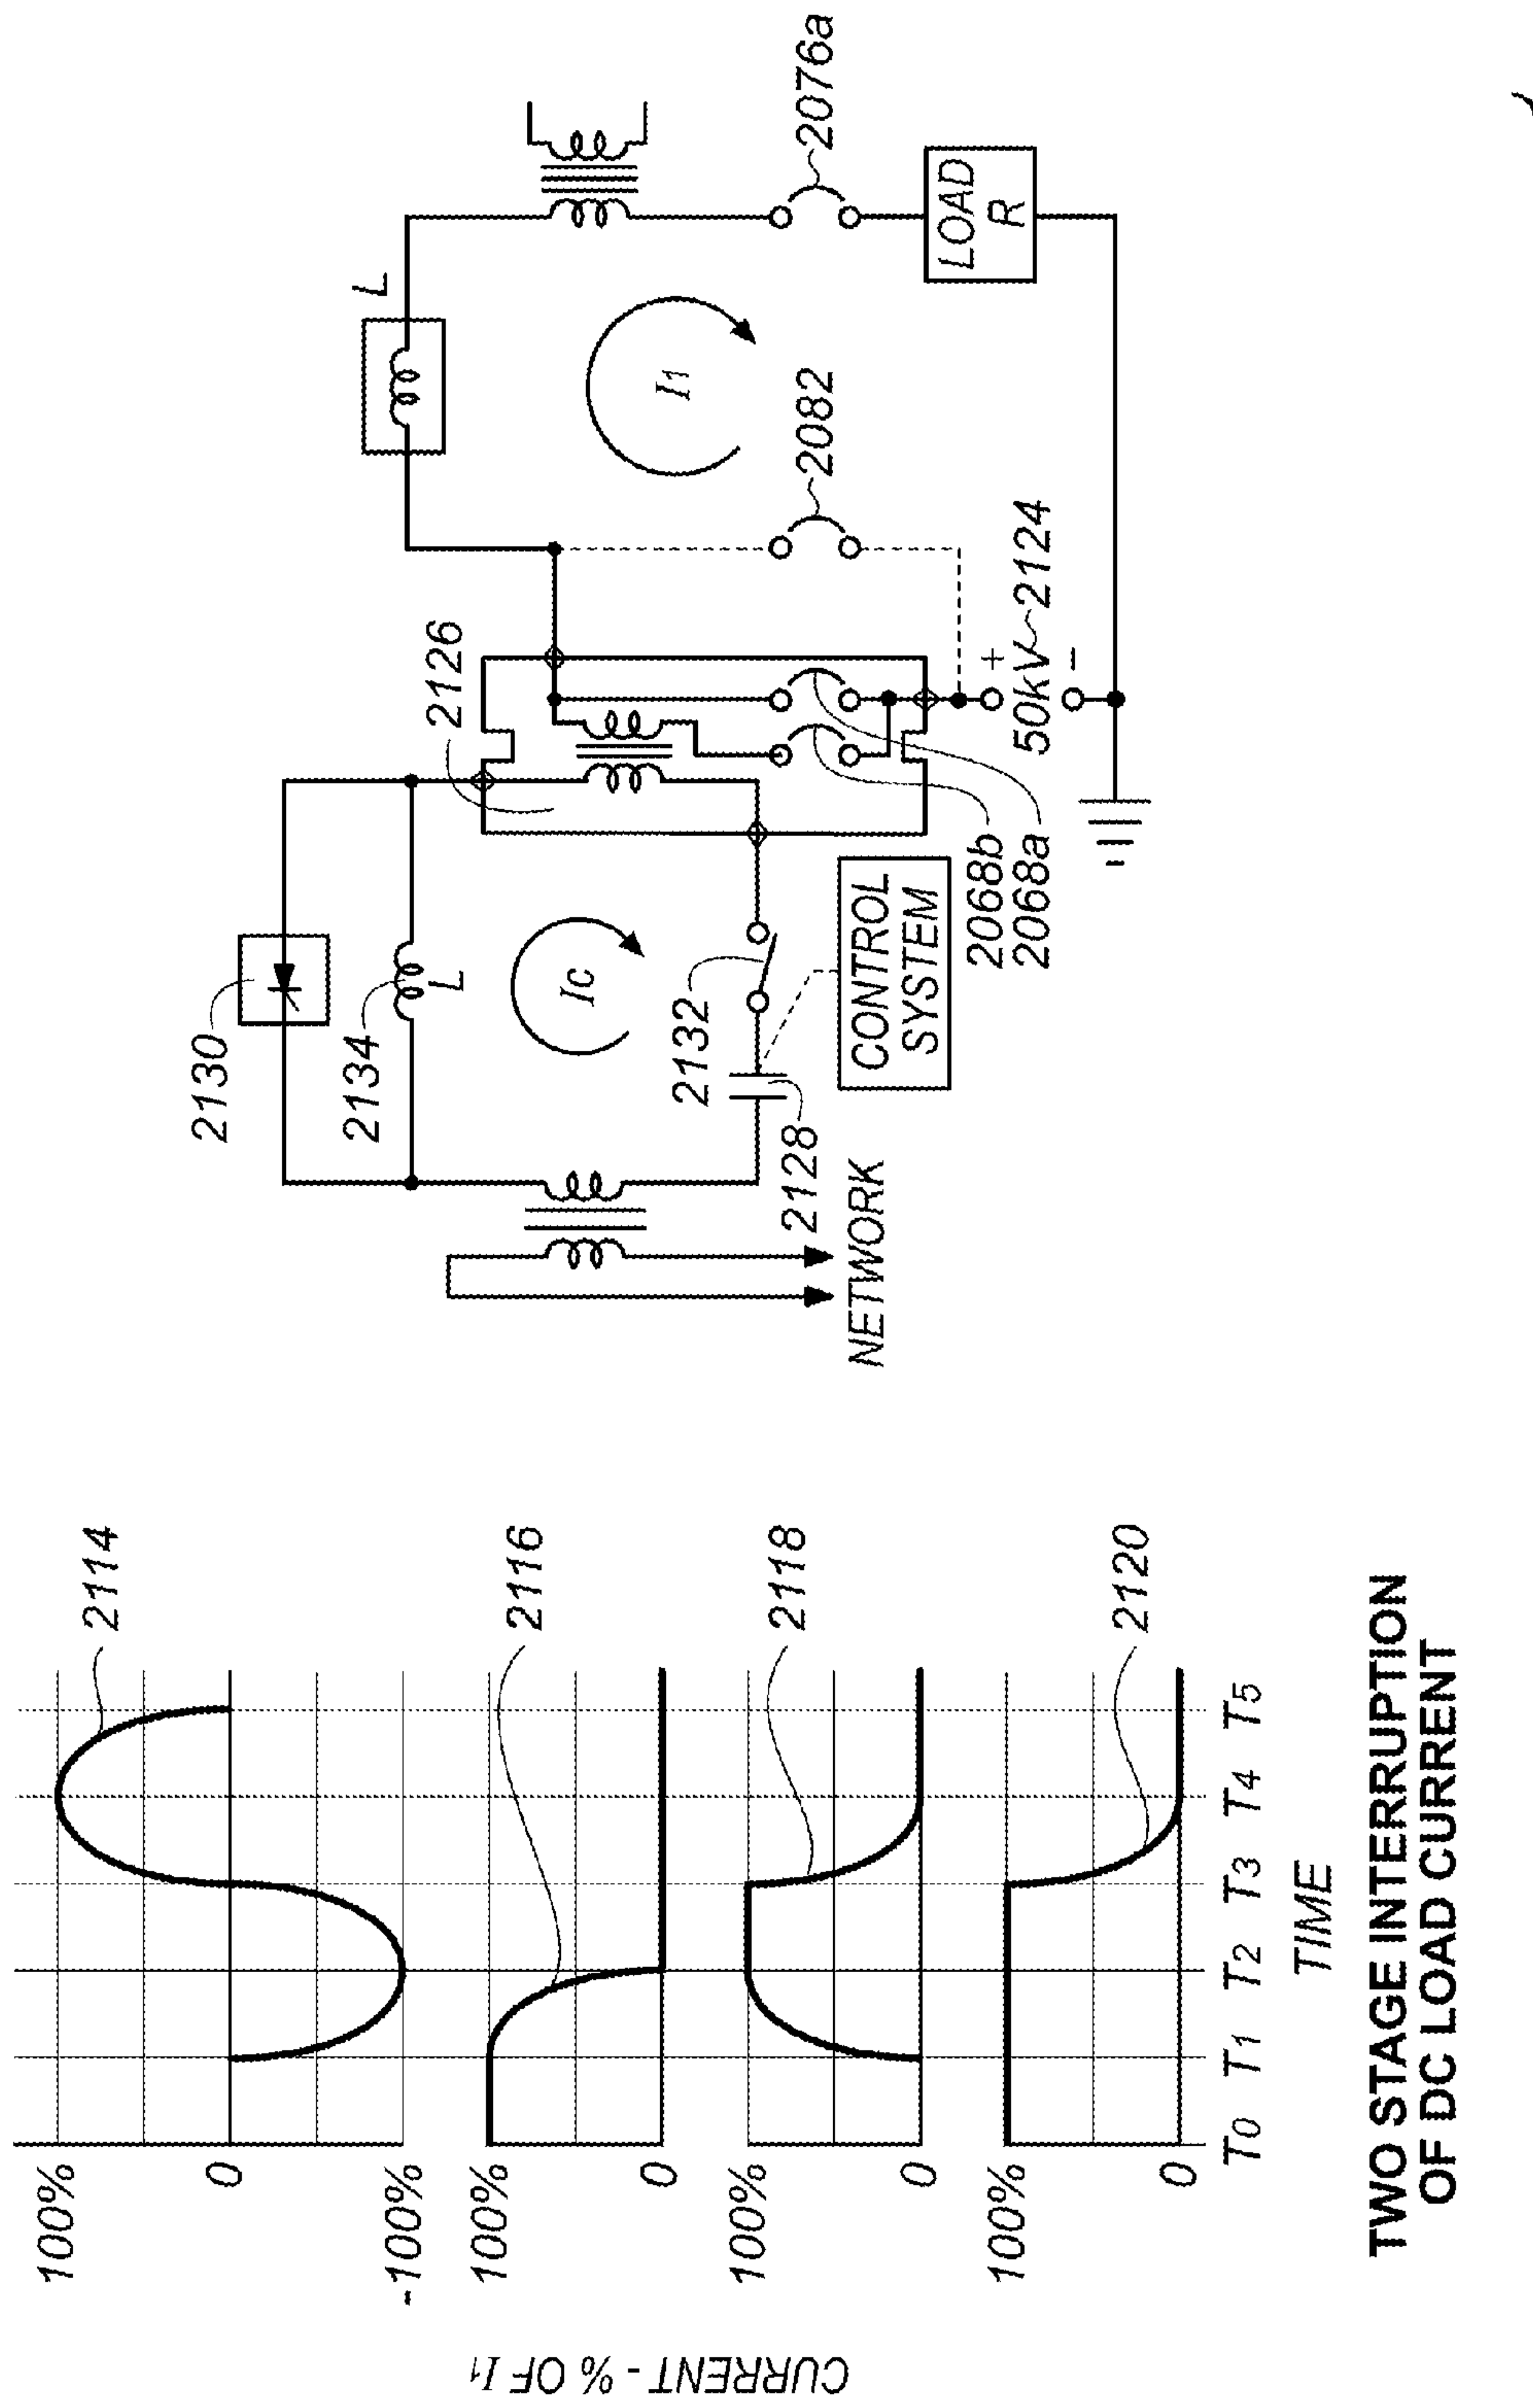 CURRENT - % OF I1
100%
0
-100%
100%
0
100%
0
100%
0
2114
2116
2118
2120
T0 T1 T2 T3 T4 T5
TIME
TWO STAGE INTERRUPTION
OF DC LOAD CURRENT
2130
2134
L
IC
2132
2128
NETWORK
CONTROL
SYSTEM
2126
2068b
2068a
L
I1
2082
+
50kV
2124
-
2076a
LOAD
R